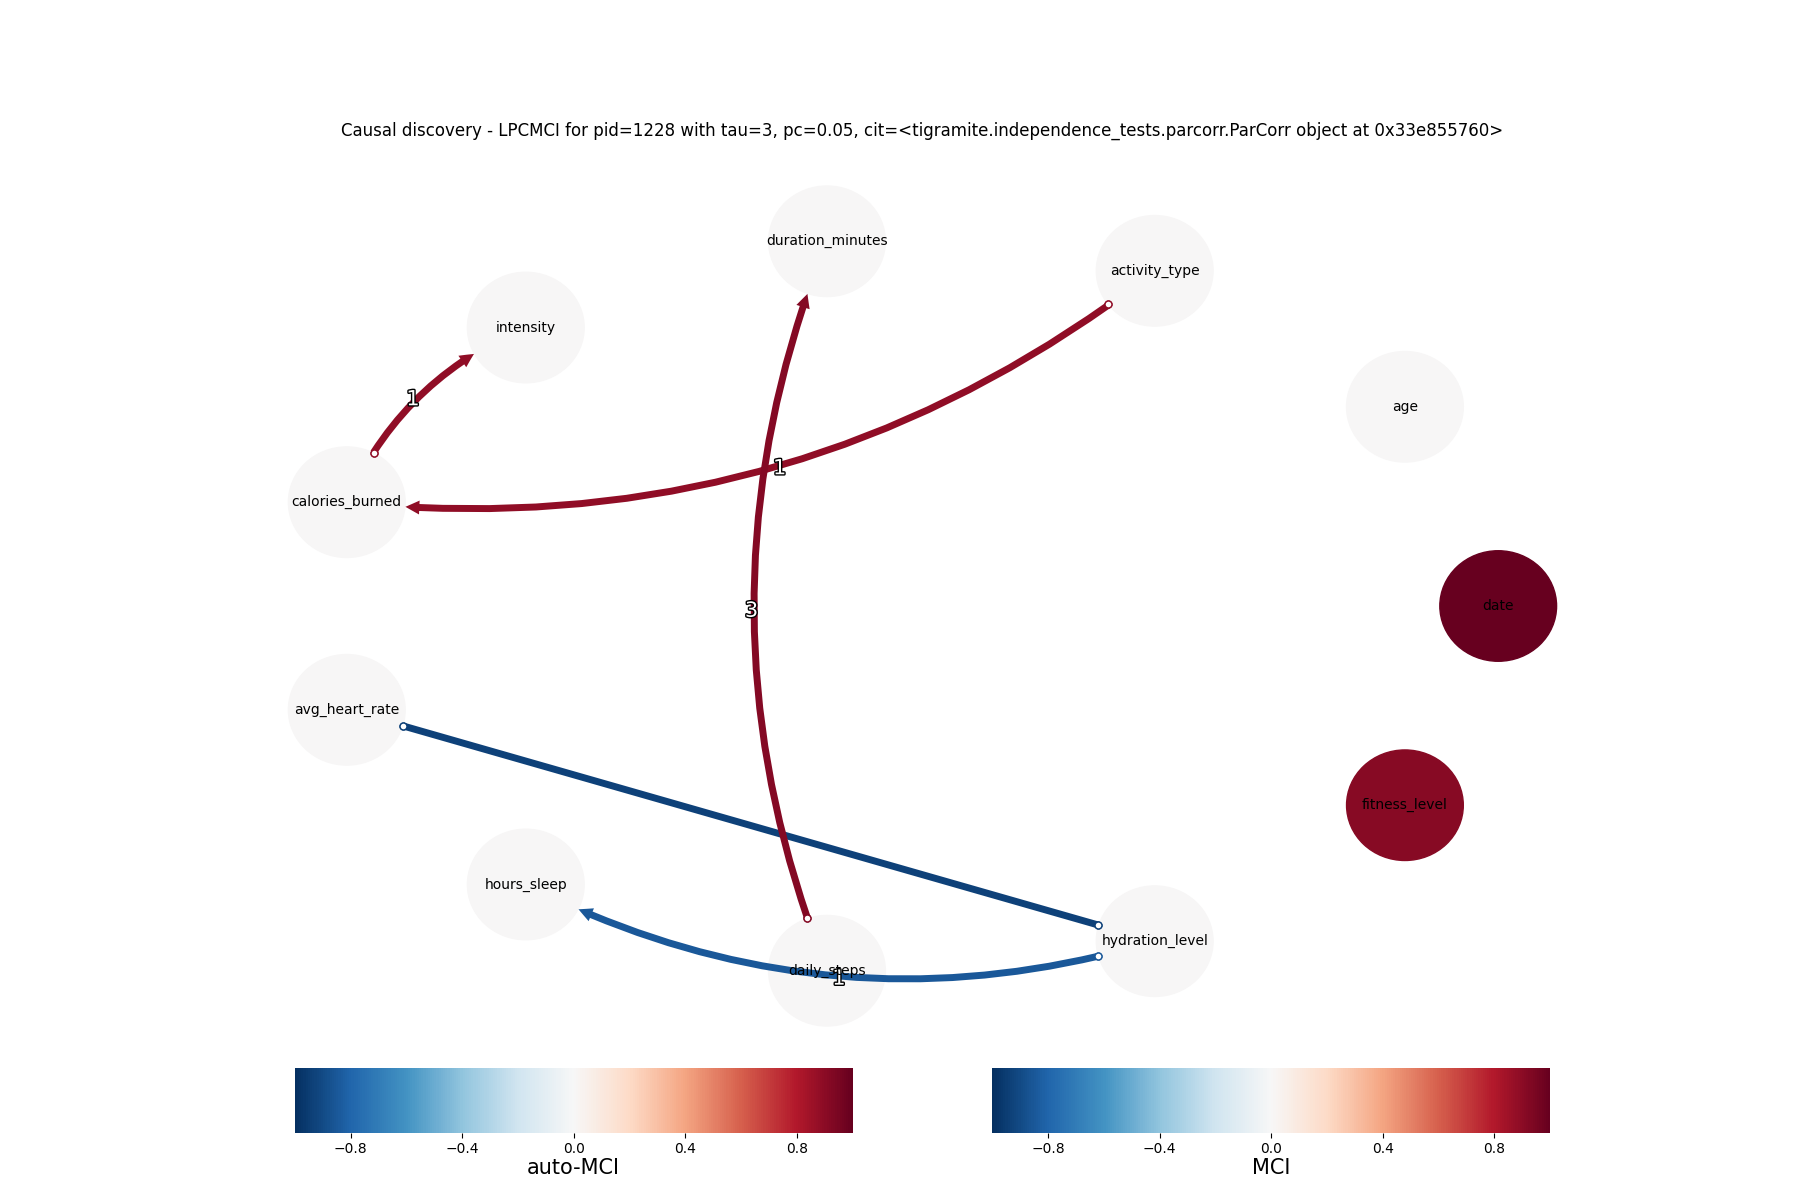 Causal discovery - LPCMCI for pid=1228 with tau=3, pc=0.05, cit=<tigramite.independence_tests.parcorr.ParCorr object at 0x33e855760>
duration_minutes
activity_type
intensity
1
age
1
calories_burned
date
3
avg_heart_rate
fitness_level
hours_sleep
hydration_level
daily_steps
1
−0.8 −0.4 0.0 0.4 0.8
auto-MCI
−0.8 −0.4 0.0 0.4 0.8
MCI